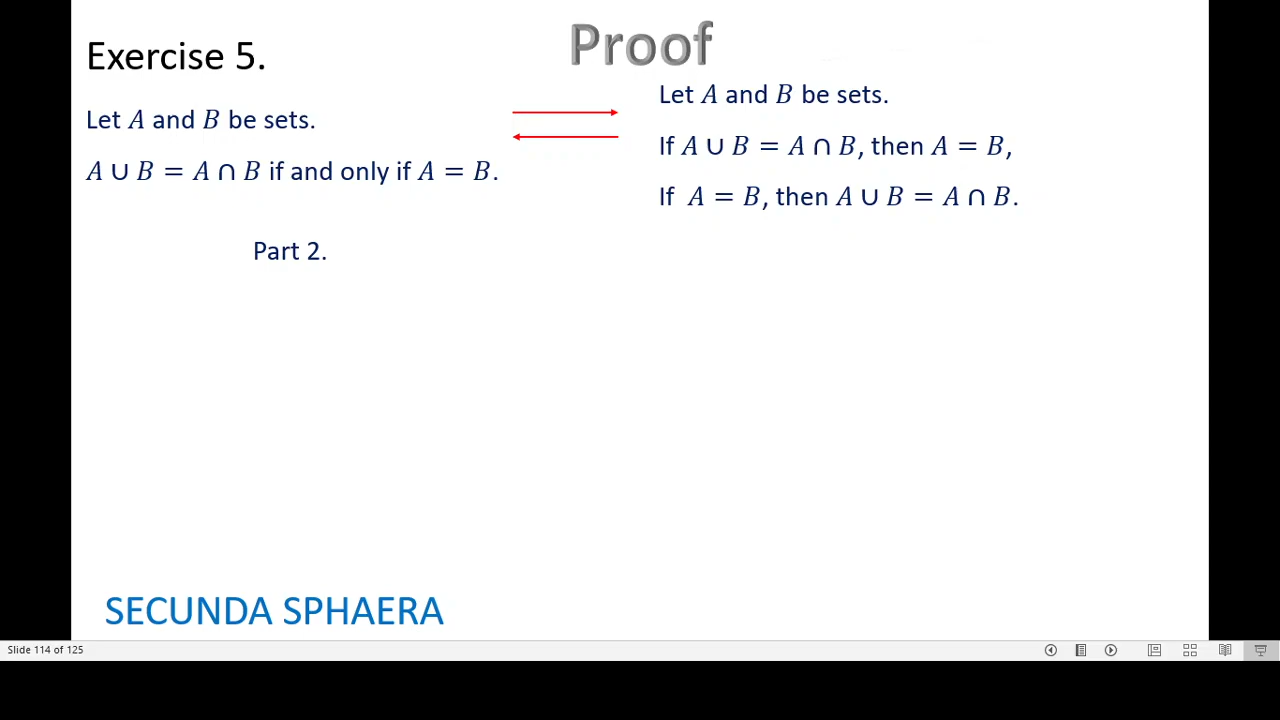 Proof
Exercise 5.
Let A and B be sets.
A ∪ B = A ∩ B if and only if A = B.
Let A and B be sets.
If A ∪ B = A ∩ B, then A = B,
If A = B, then A ∪ B = A ∩ B.
Part 2.
SECUNDA SPHAERA
Slide 114 of 125